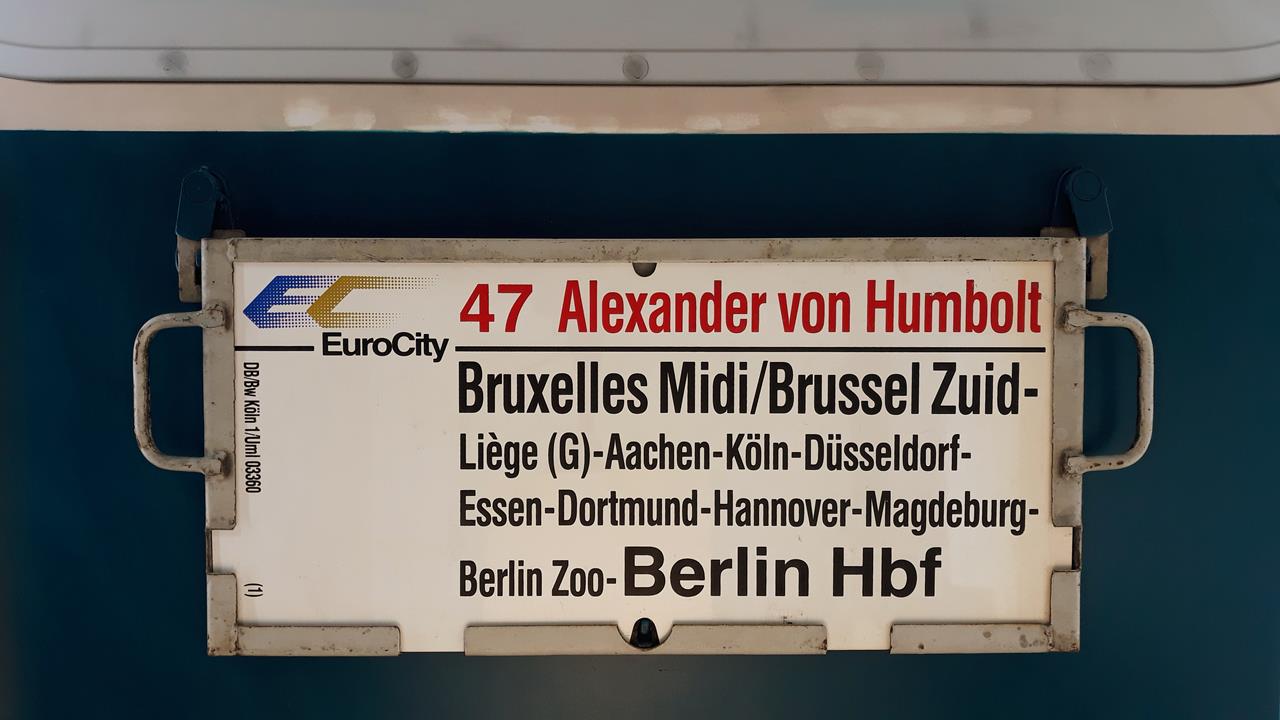 EC
EuroCity
47 Alexander von Humbolt
Bruxelles Midi/Brussel Zuid-
Liège (G)-Aachen-Köln-Düsseldorf-
Essen-Dortmund-Hannover-Magdeburg-
Berlin Zoo-Berlin Hbf
DB/Bw Köln 1/Uml 03360
(1)